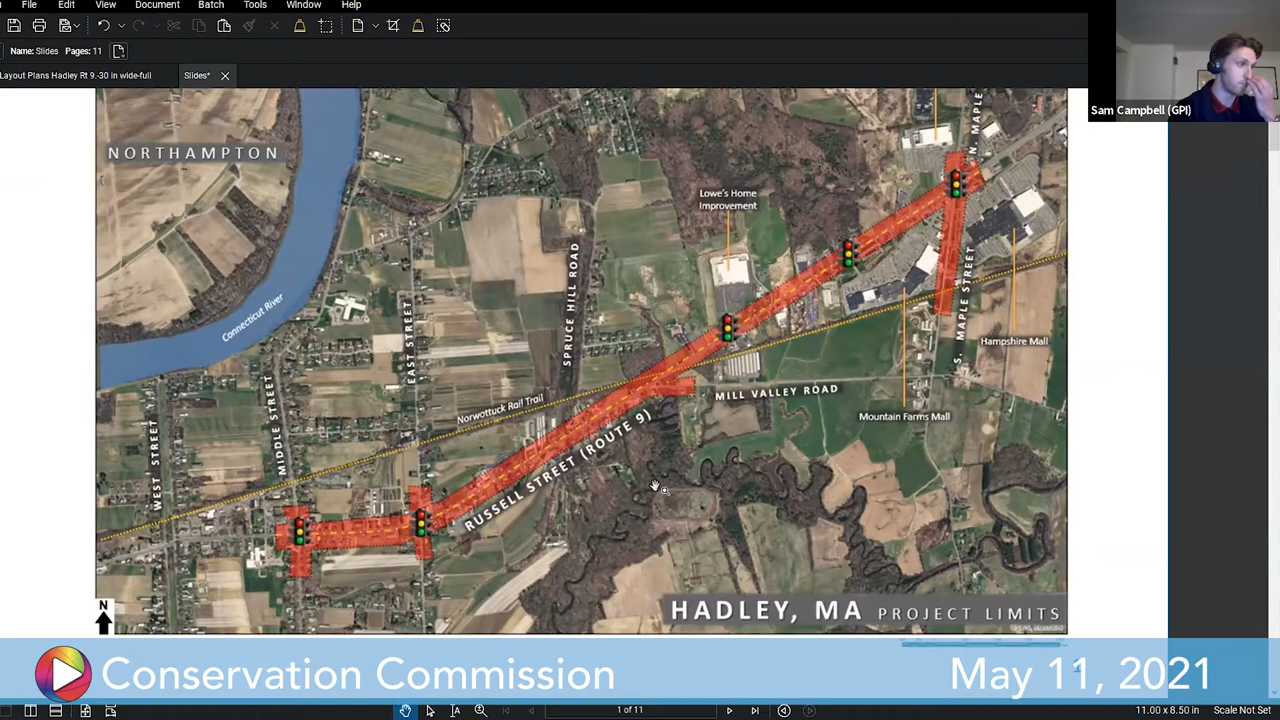 File Edit View Document Batch Tools Window Help
Name: Slides Pages: 11
Layout Plans Hadley Rt 9.-30 in wide-full
Slides*
Sam Campbell (GPI)
NORTHAMPTON
N. MAPLE
Lowe's Home
Improvement
Connecticut River
EAST STREET
SPRUCE HILL ROAD
S. MAPLE STREET
Hampshire Mall
MIDDLE STREET
Norwottuck Rail Trail
MILL VALLEY ROAD
Mountain Farms Mall
WEST STREET
RUSSELL STREET (ROUTE 9)
N
HADLEY, MA PROJECT LIMITS
Conservation Commission
May 11, 2021
1 of 11
11.00 x 8.50 in
Scale Not Set